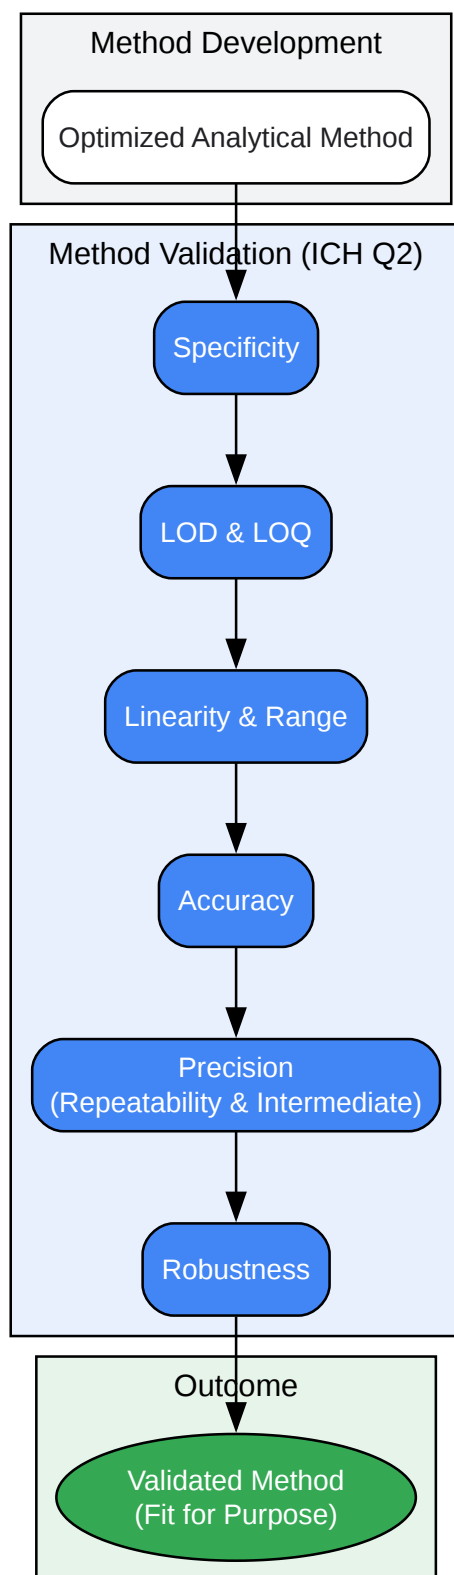 Method Development
Optimized Analytical Method
Method Validation (ICH Q2)
Specificity
LOD & LOQ
Linearity & Range
Accuracy
Precision
(Repeatability & Intermediate)
Robustness
Outcome
Validated Method
(Fit for Purpose)